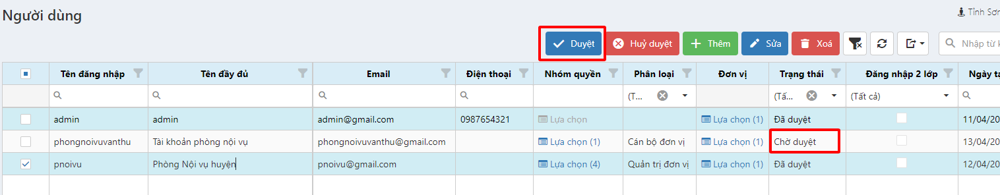 Người dùng
Tỉnh Sơn
Duyệt Huỷ duyệt Thêm Sửa Xoá Nhập từ k
Tên đăng nhập Tên đầy đủ Email Điện thoại Nhóm quyền Phân loại Đơn vị Trạng thái Đăng nhập 2 lớp Ngày tạ
(T... (Tấ... (Tất cả)
admin admin admin@gmail.com 0987654321 Lựa chọn Lựa chọn (1) Đã duyệt 11/04/20
phongnoivuvanthu Tài khoản phòng nội vụ phongnoivuvanthu@gmail.com Lựa chọn (1) Cán bộ đơn vị Lựa chọn (1) Chờ duyệt 13/04/20
pnoivu Phòng Nội vụ huyện pnoivu@gmail.com Lựa chọn (4) Quản trị đơn vị Lựa chọn (1) Đã duyệt 12/04/20